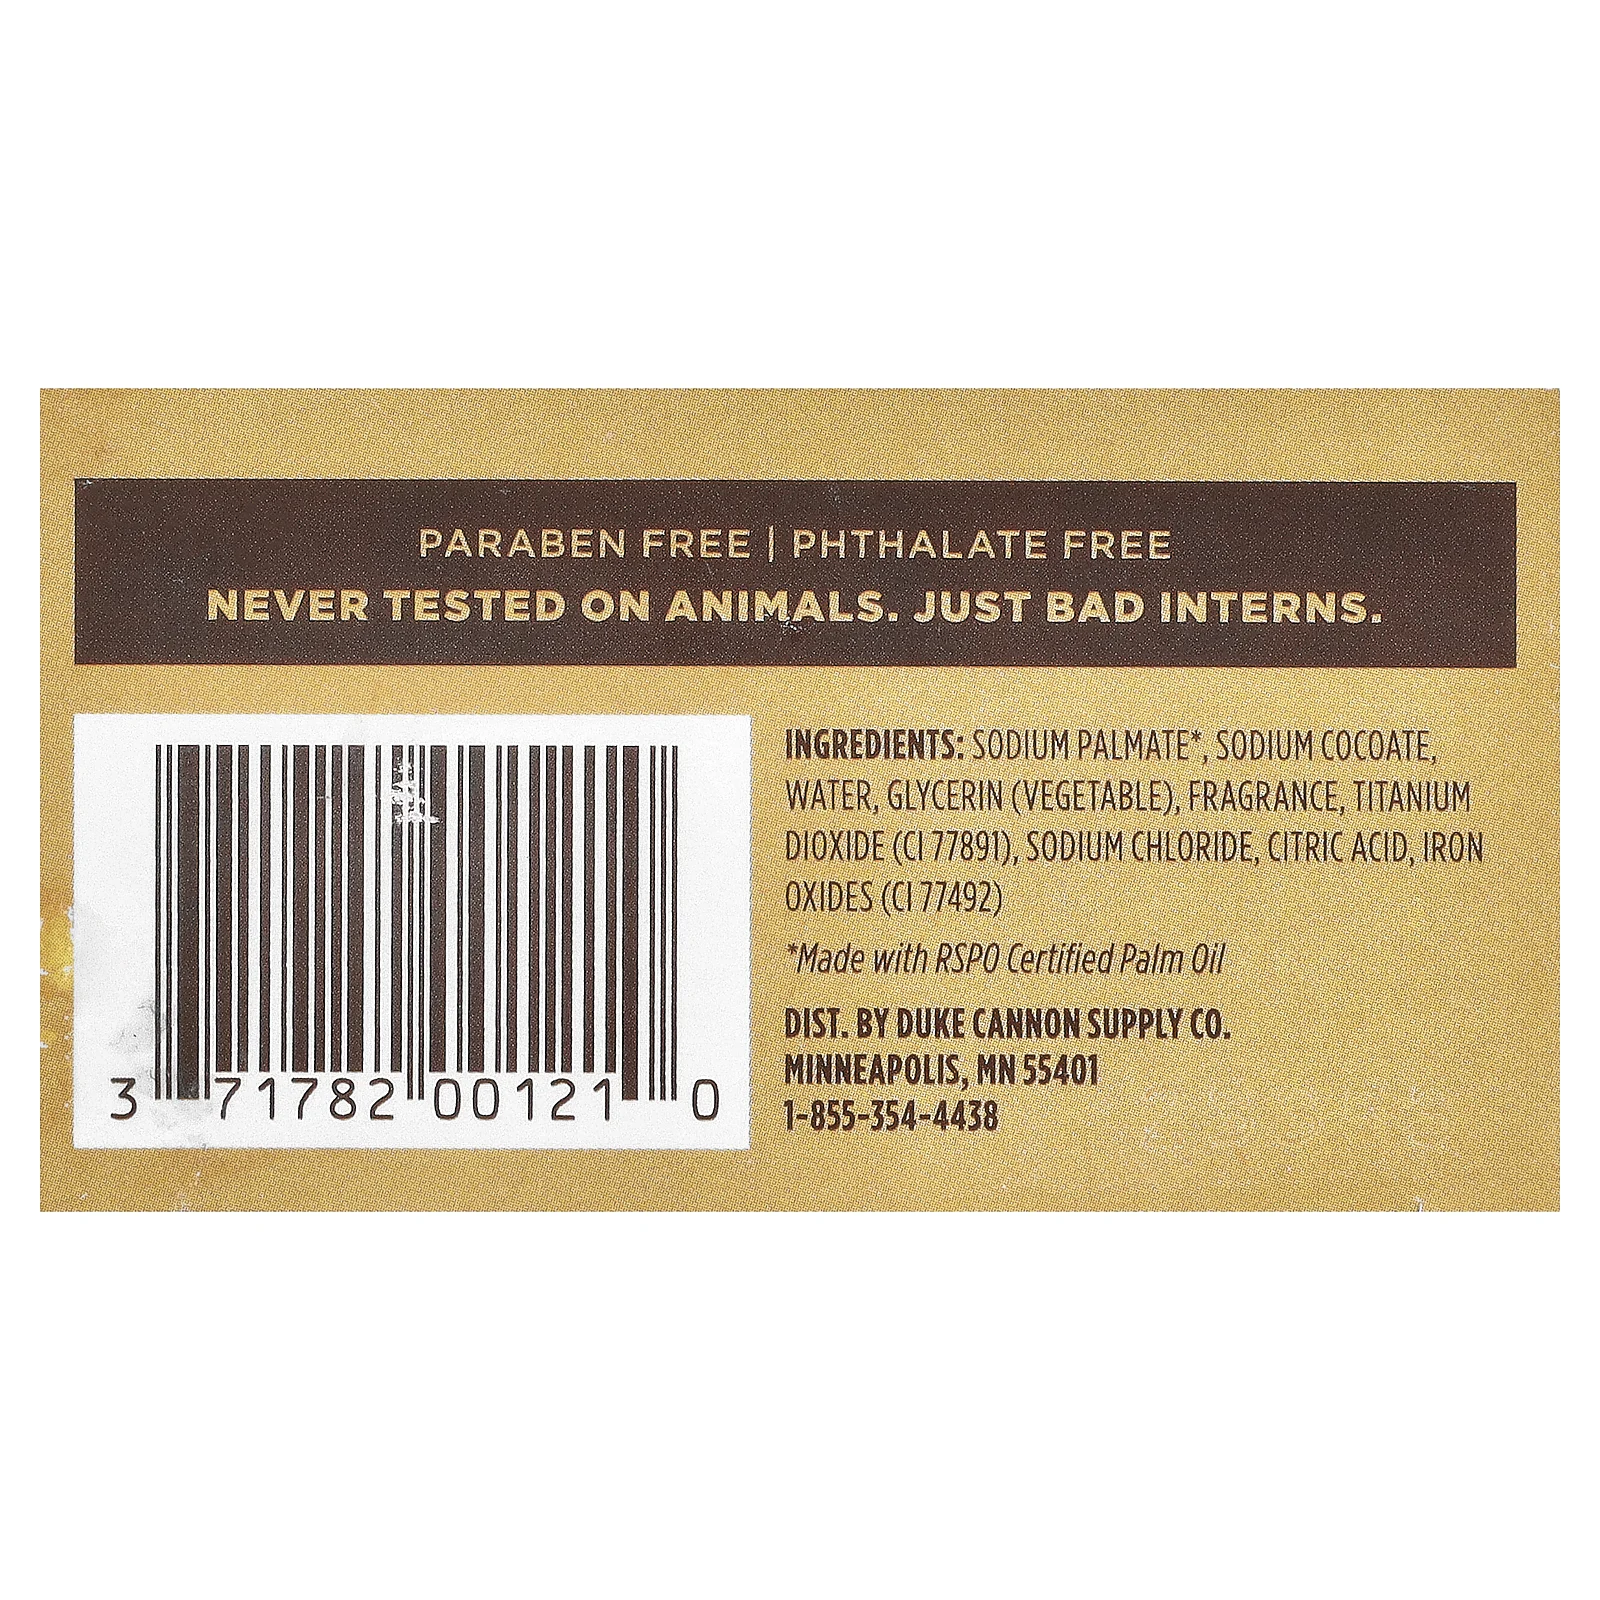 PARABEN FREE | PHTHALATE FREE
NEVER TESTED ON ANIMALS. JUST BAD INTERNS.
INGREDIENTS: SODIUM PALMATE*, SODIUM COCOATE,
WATER, GLYCERIN (VEGETABLE), FRAGRANCE, TITANIUM
DIOXIDE (CI 77891), SODIUM CHLORIDE, CITRIC ACID, IRON
OXIDES (CI 77492)
*Made with RSPO Certified Palm Oil
DIST. BY DUKE CANNON SUPPLY CO.
MINNEAPOLIS, MN 55401
1-855-354-4438
3 71782 00121 0